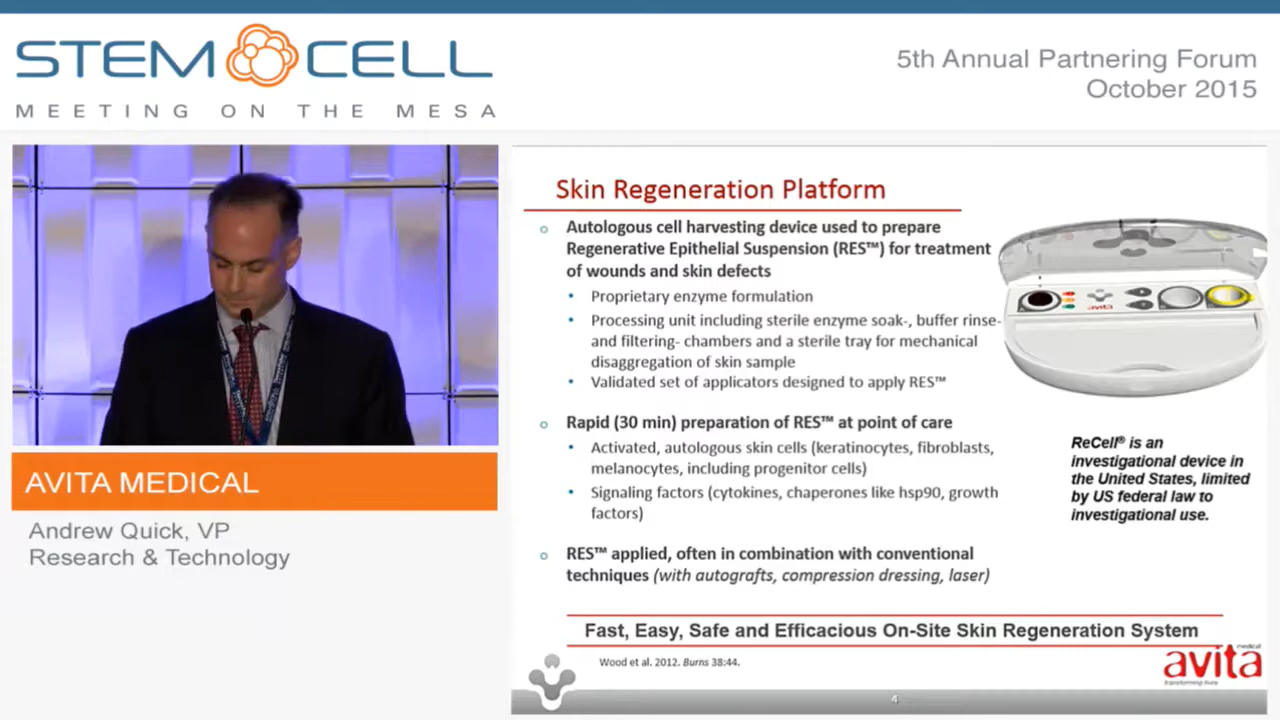 STEM CELL
MEETING ON THE MESA
5th Annual Partnering Forum
October 2015
AVITA MEDICAL
Andrew Quick, VP
Research & Technology
Skin Regeneration Platform
Autologous cell harvesting device used to prepare
Regenerative Epithelial Suspension (RES™) for treatment
of wounds and skin defects
Proprietary enzyme formulation
Processing unit including sterile enzyme soak-, buffer rinse-
and filtering- chambers and a sterile tray for mechanical
disaggregation of skin sample
Validated set of applicators designed to apply RES™
Rapid (30 min) preparation of RES™ at point of care
Activated, autologous skin cells (keratinocytes, fibroblasts,
melanocytes, including progenitor cells)
Signaling factors (cytokines, chaperones like hsp90, growth
factors)
RES™ applied, often in combination with conventional
techniques (with autografts, compression dressing, laser)
avita
ReCell® is an
investigational device in
the United States, limited
by US federal law to
investigational use.
Fast, Easy, Safe and Efficacious On-Site Skin Regeneration System
Wood et al. 2012. Burns 38:44.
avita
medical
transforming lives
4